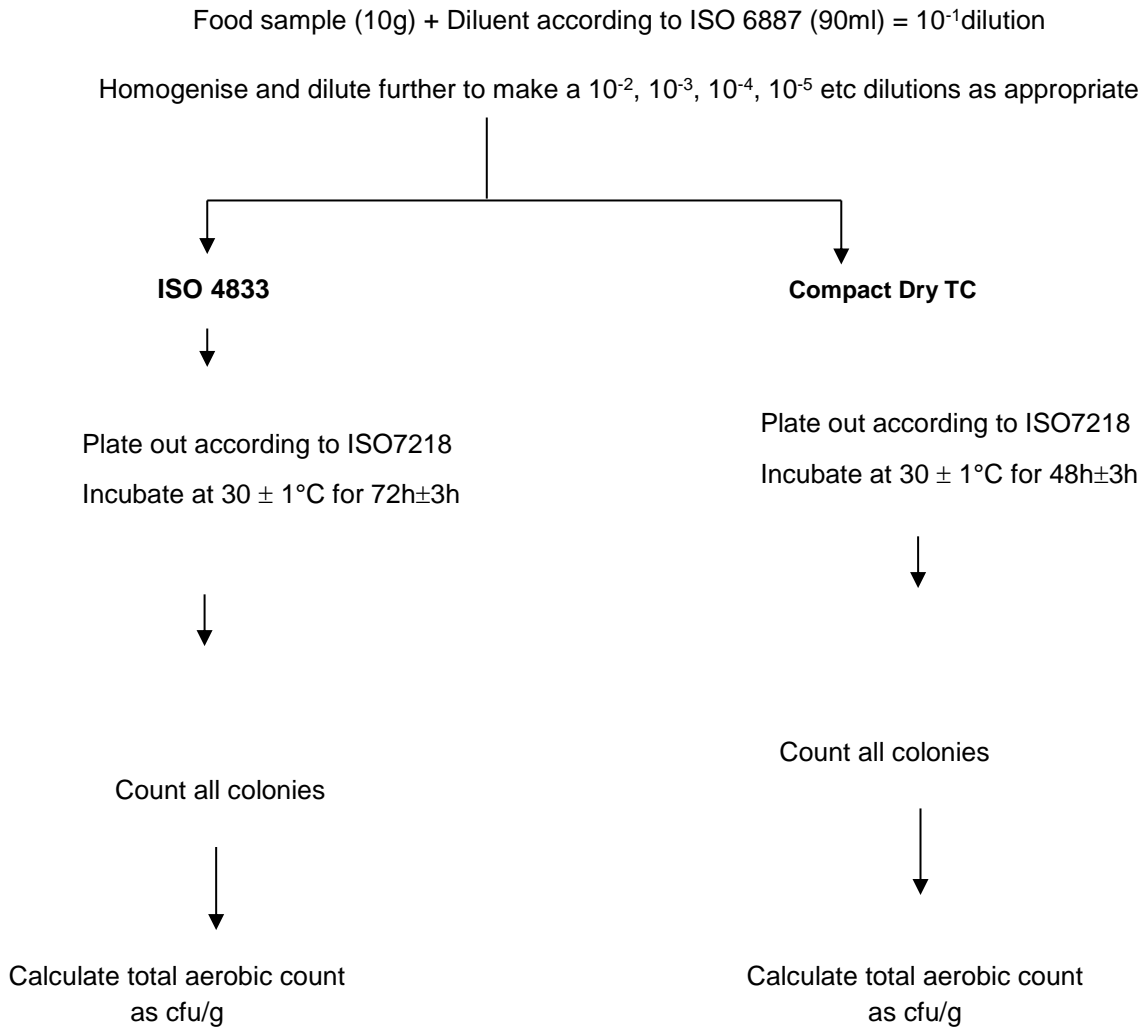 Food sample (10g) + Diluent according to ISO 6887 (90ml) = 10⁻¹dilution
Homogenise and dilute further to make a 10⁻², 10⁻³, 10⁻⁴, 10⁻⁵ etc dilutions as appropriate
ISO 4833
Plate out according to ISO7218
Incubate at 30 ± 1°C for 72h±3h
Count all colonies
Calculate total aerobic count
as cfu/g
Compact Dry TC
Plate out according to ISO7218
Incubate at 30 ± 1°C for 48h±3h
Count all colonies
Calculate total aerobic count
as cfu/g